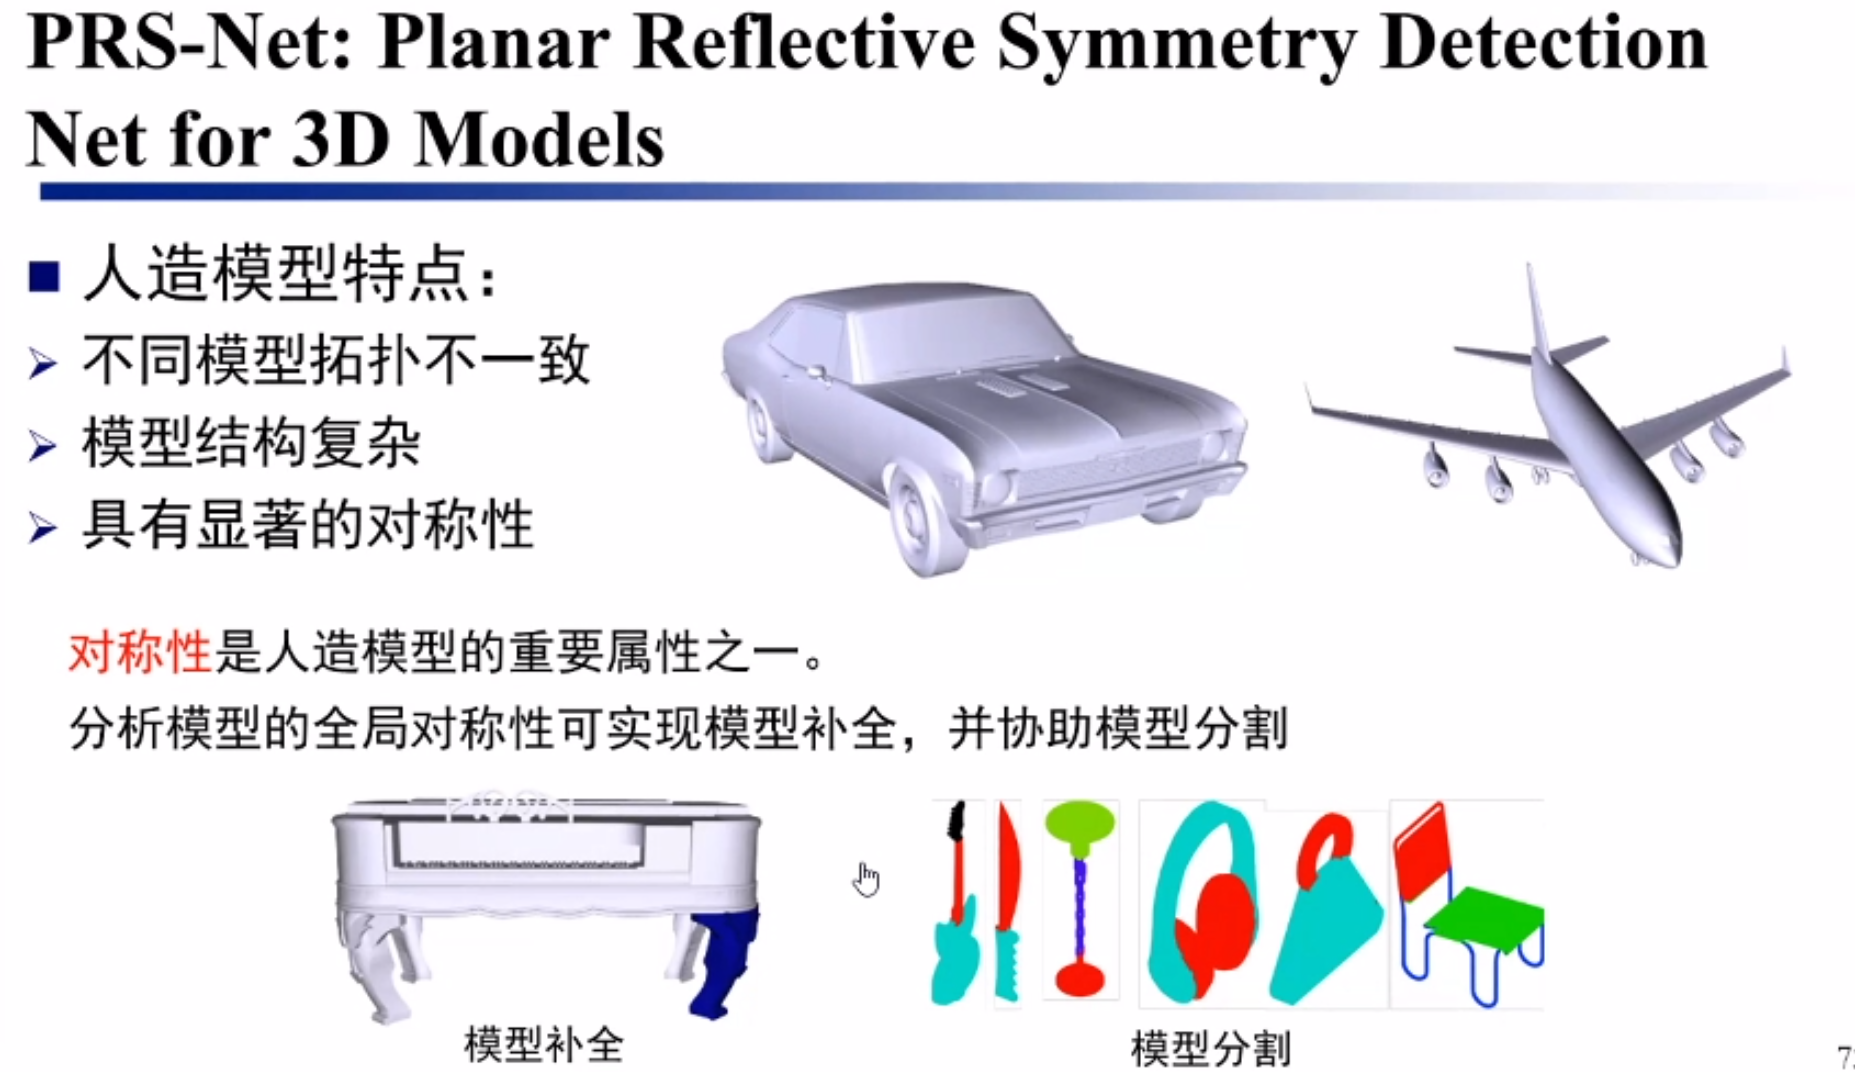 PRS-Net: Planar Reflective Symmetry Detection
Net for 3D Models
人造模型特点：
不同模型拓扑不一致
模型结构复杂
具有显著的对称性
对称性是人造模型的重要属性之一。
分析模型的全局对称性可实现模型补全，并协助模型分割
模型补全
模型分割